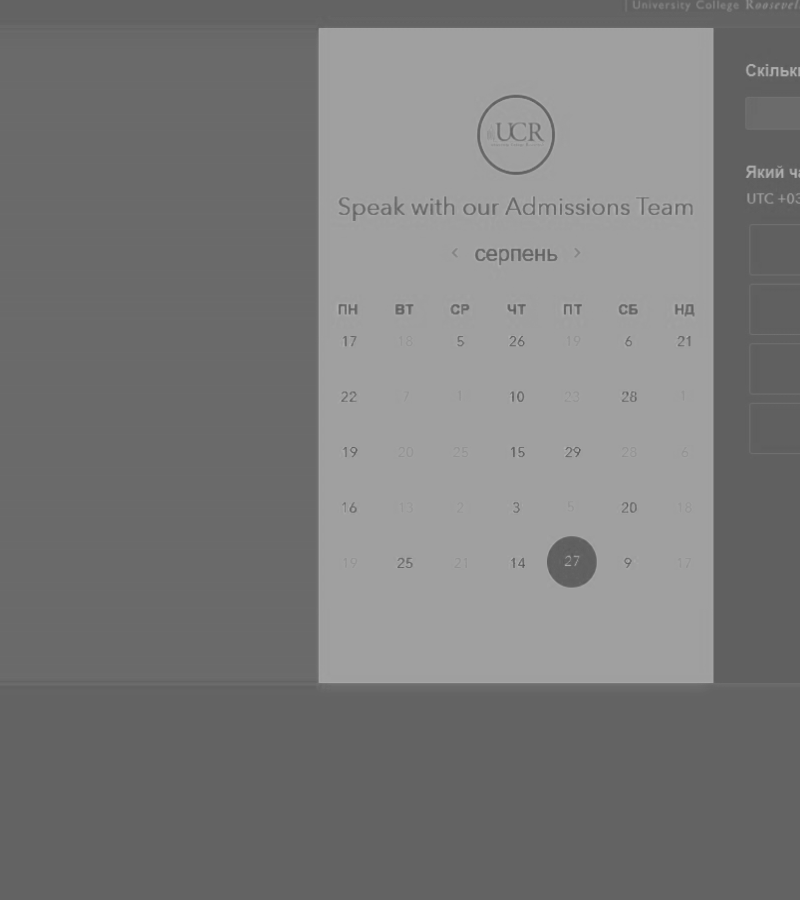 | University College Roosevel
Скільк
UCR
Який ч
Speak with our Admissions Team
UTC +03
‹ серпень ›
ПН ВТ СР ЧТ ПТ СБ НД
17 18 5 26 19 6 21
22 7 1 10 23 28 1
19 20 25 15 29 28 6
16 13 2 3 5 20 18
19 25 21 14 27 9 17